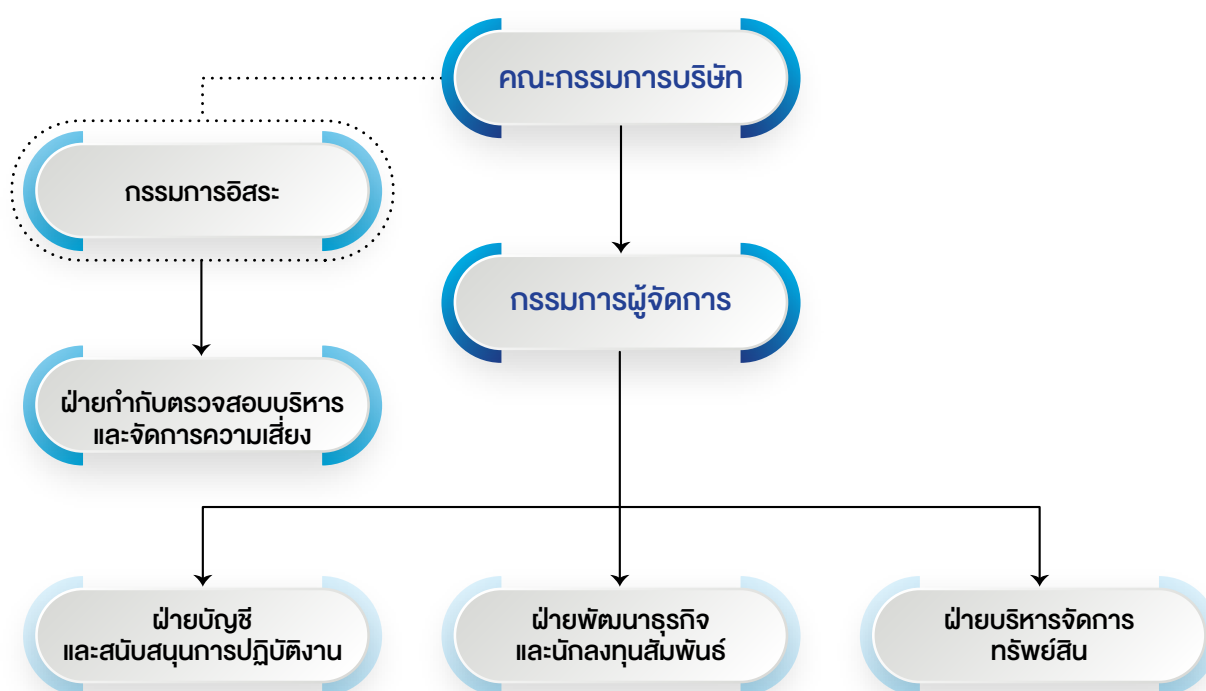 คณะกรรมการบริษัท
กรรมการอิสระ
กรรมการผู้จัดการ
ฝ่ายกำกับตรวจสอบบริหาร
และจัดการความเสี่ยง
ฝ่ายบัญชี
และสนับสนุนการปฏิบัติงาน
ฝ่ายพัฒนาธุรกิจ
และนักลงทุนสัมพันธ์
ฝ่ายบริหารจัดการ
ทรัพย์สิน